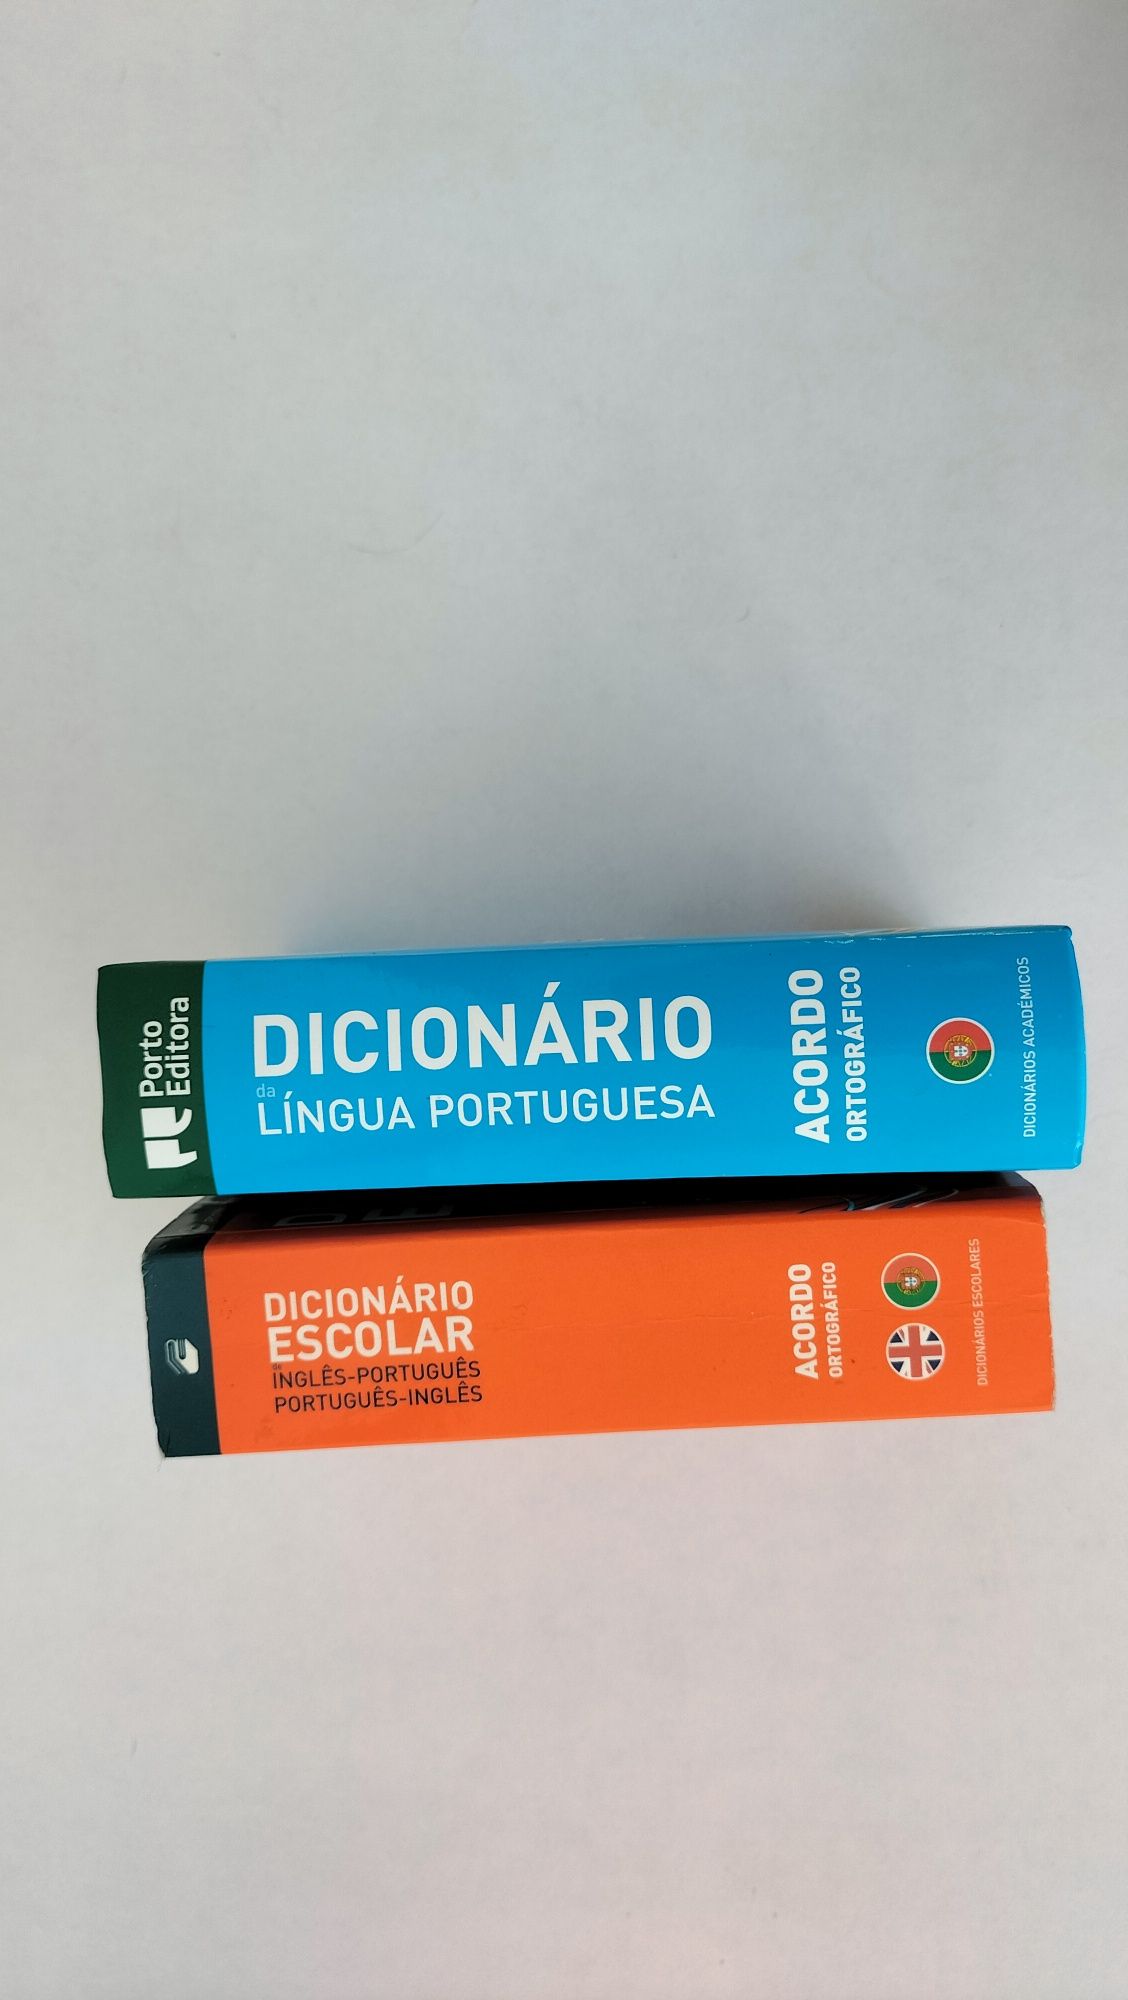 Porto
Editora
DICIONÁRIO
da
LÍNGUA PORTUGUESA
ACORDO
ORTOGRÁFICO
DICIONÁRIOS ACADÉMICOS
DICIONÁRIO
ESCOLAR
de
INGLÊS-PORTUGUÊS
PORTUGUÊS-INGLÊS
ACORDO
ORTOGRÁFICO
DICIONÁRIOS ESCOLARES